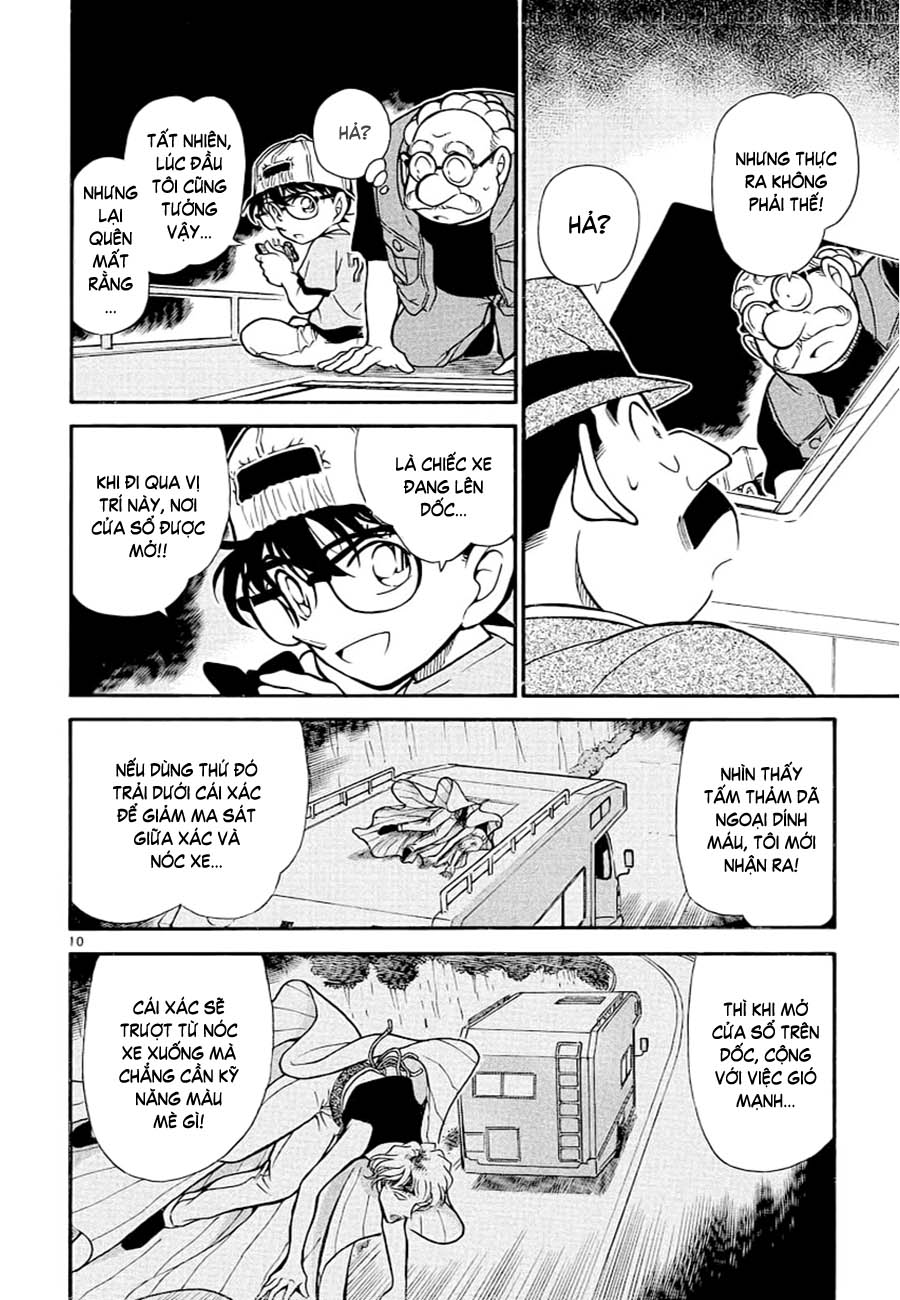 NHƯNG THỰC
RA KHÔNG
PHẢI THẾ!
HẢ?
HẢ?
TẤT NHIÊN,
LÚC ĐẦU
TÔI CŨNG
TƯỞNG
VẬY...
NHƯNG
LẠI
QUÊN
MẤT
RẰNG
...
LÀ CHIẾC XE
ĐANG LÊN
DỐC...
KHI ĐI QUA VỊ
TRÍ NÀY, NƠI
CỬA SỔ ĐƯỢC
MỞ!!
NHÌN THẤY
TẤM THẢM DÃ
NGOẠI DÍNH
MÁU, TÔI MỚI
NHẬN RA!
NẾU DÙNG THỨ ĐÓ
TRẢI DƯỚI CÁI XÁC
ĐỂ GIẢM MA SÁT
GIỮA XÁC VÀ
NÓC XE...
10
THÌ KHI MỞ
CỬA SỔ TRÊN
DỐC, CỘNG
VỚI VIỆC GIÓ
MẠNH...
CÁI XÁC SẼ
TRƯỢT TỪ NÓC
XE XUỐNG MÀ
CHẲNG CẦN KỸ
NĂNG MÀU
MÈ GÌ!